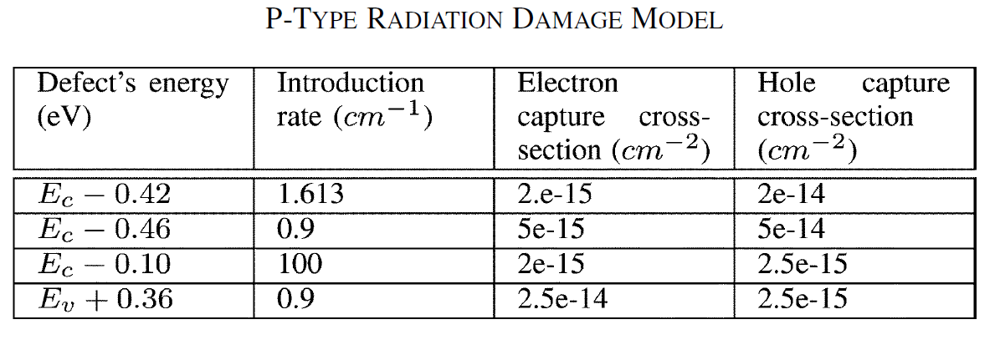 P-TYPE RADIATION DAMAGE MODEL
Defect's energy (eV) | Introduction rate (cm⁻¹) | Electron capture cross-section (cm⁻²) | Hole capture cross-section (cm⁻²)
E_c − 0.42 | 1.613 | 2.e-15 | 2e-14
E_c − 0.46 | 0.9 | 5e-15 | 5e-14
E_c − 0.10 | 100 | 2e-15 | 2.5e-15
E_v + 0.36 | 0.9 | 2.5e-14 | 2.5e-15